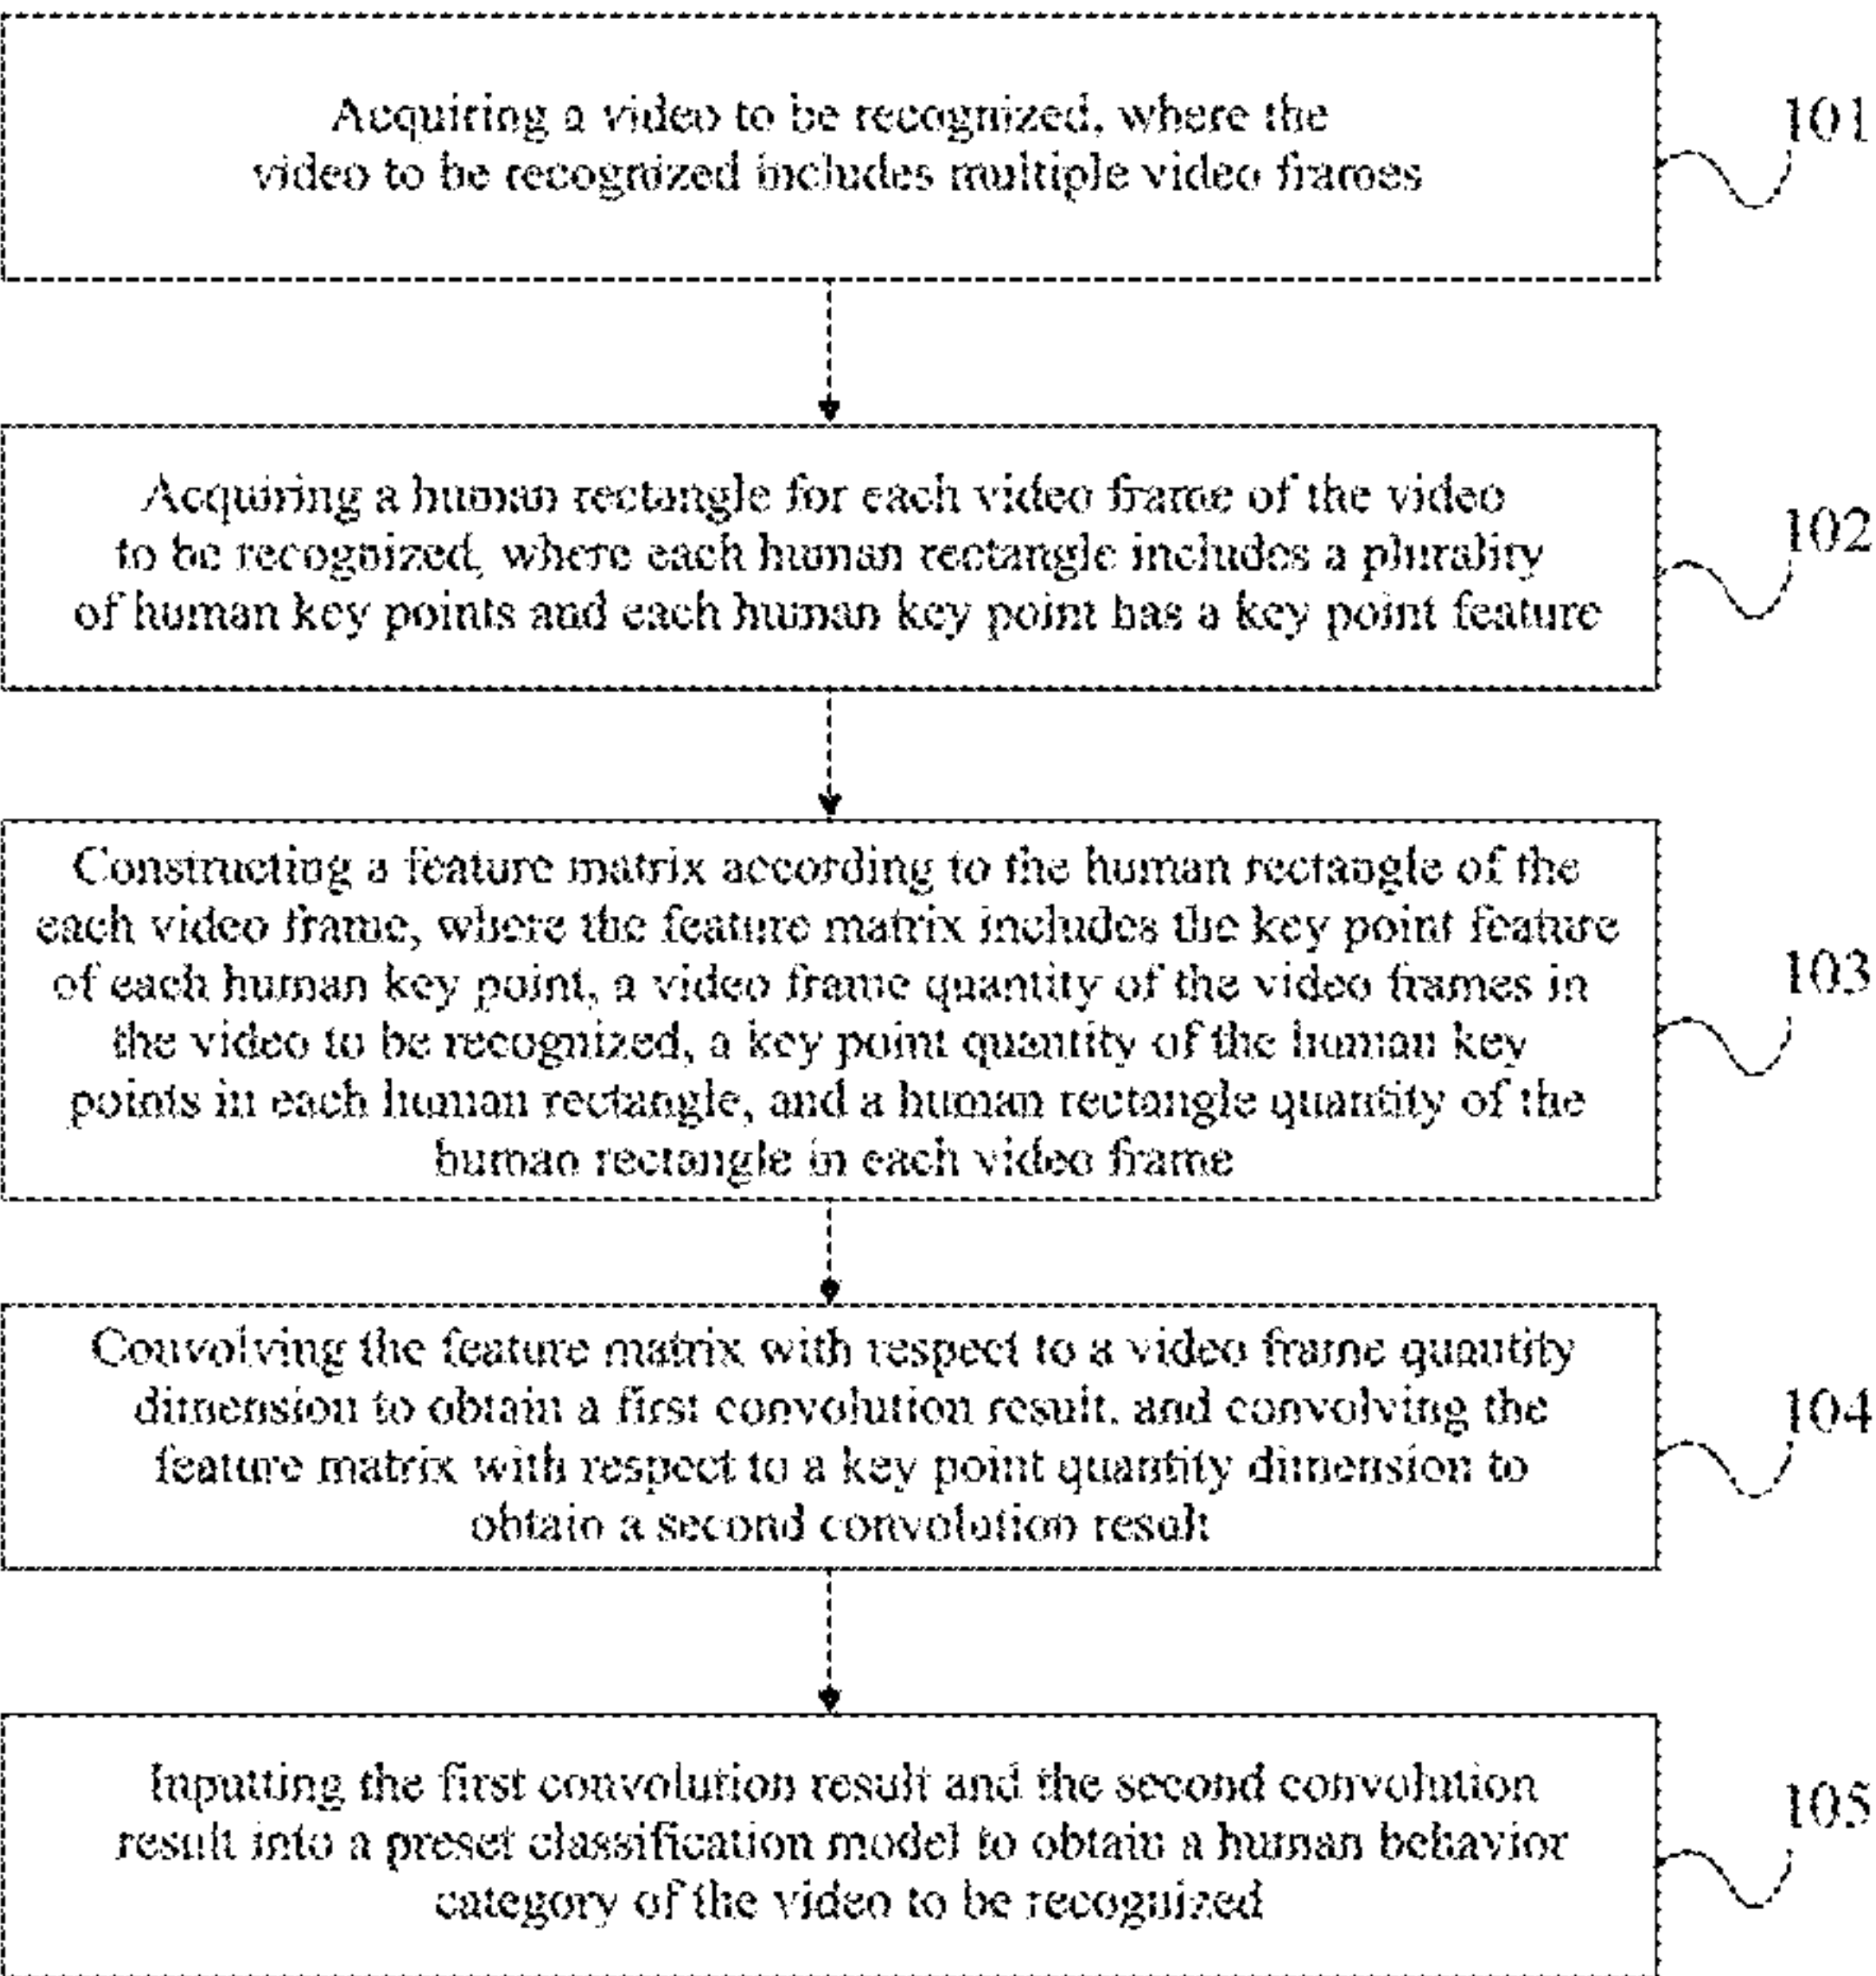 Acquiring a video to be recognized, where the
video to be recognized includes multiple video frames
101
Acquiring a human rectangle for each video frame of the video
to be recognized, where each human rectangle includes a plurality
of human key points and each human key point has a key point feature
102
Constructing a feature matrix according to the human rectangle of the
each video frame, where the feature matrix includes the key point feature
of each human key point, a video frame quantity of the video frames in
the video to be recognized, a key point quantity of the human key
points in each human rectangle, and a human rectangle quantity of the
human rectangle in each video frame
103
Convolving the feature matrix with respect to a video frame quantity
dimension to obtain a first convolution result, and convolving the
feature matrix with respect to a key point quantity dimension to
obtain a second convolution result
104
Inputting the first convolution result and the second convolution
result into a preset classification model to obtain a human behavior
category of the video to be recognized
105